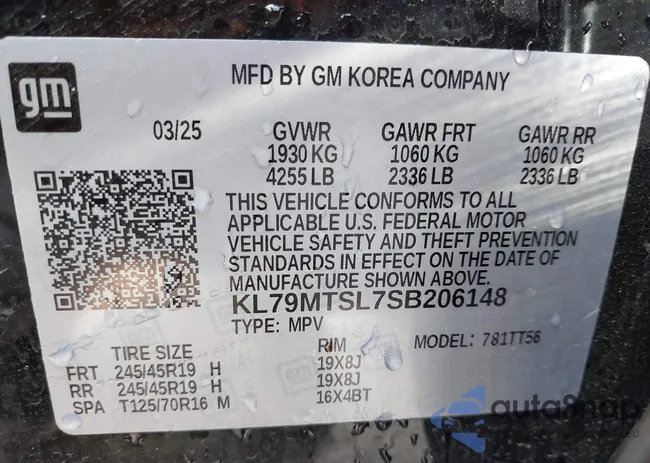 gm
MFD BY GM KOREA COMPANY
03/25 GVWR GAWR FRT GAWR RR
1930 KG 1060 KG 1060 KG
4255 LB 2336 LB 2336 LB
THIS VEHICLE CONFORMS TO ALL
APPLICABLE U.S. FEDERAL MOTOR
VEHICLE SAFETY AND THEFT PREVENTION
STANDARDS IN EFFECT ON THE DATE OF
MANUFACTURE SHOWN ABOVE.
KL79MTSL7SB206148
TYPE: MPV MODEL: 781TT56
TIRE SIZE RIM
FRT 245/45R19 H 19X8J
RR 245/45R19 H 19X8J
SPA T125/70R16 M 16X4BT
autoSnap